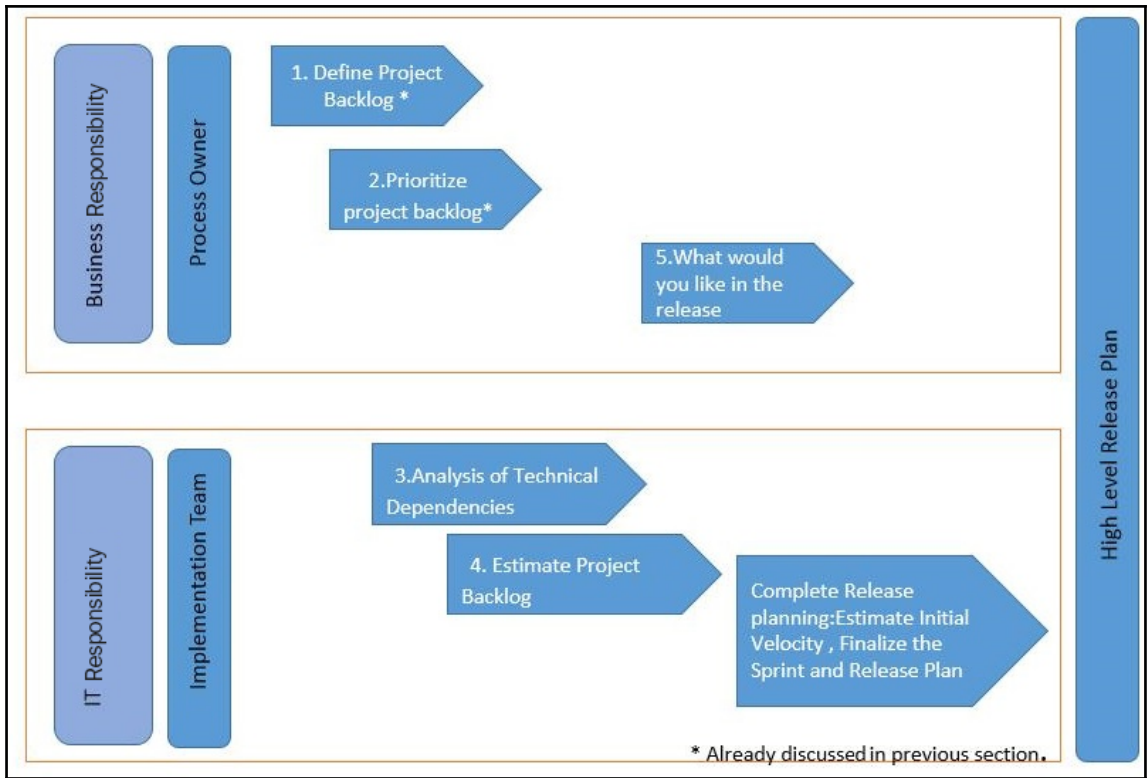 Business Responsibility
Process Owner
1. Define Project
Backlog *
2.Prioritize
project backlog*
5.What would
you like in the
release
IT Responsibility
Implementation Team
3.Analysis of Technical
Dependencies
4. Estimate Project
Backlog
Complete Release
planning:Estimate Initial
Velocity , Finalize the
Sprint and Release Plan
* Already discussed in previous section.
High Level Release Plan